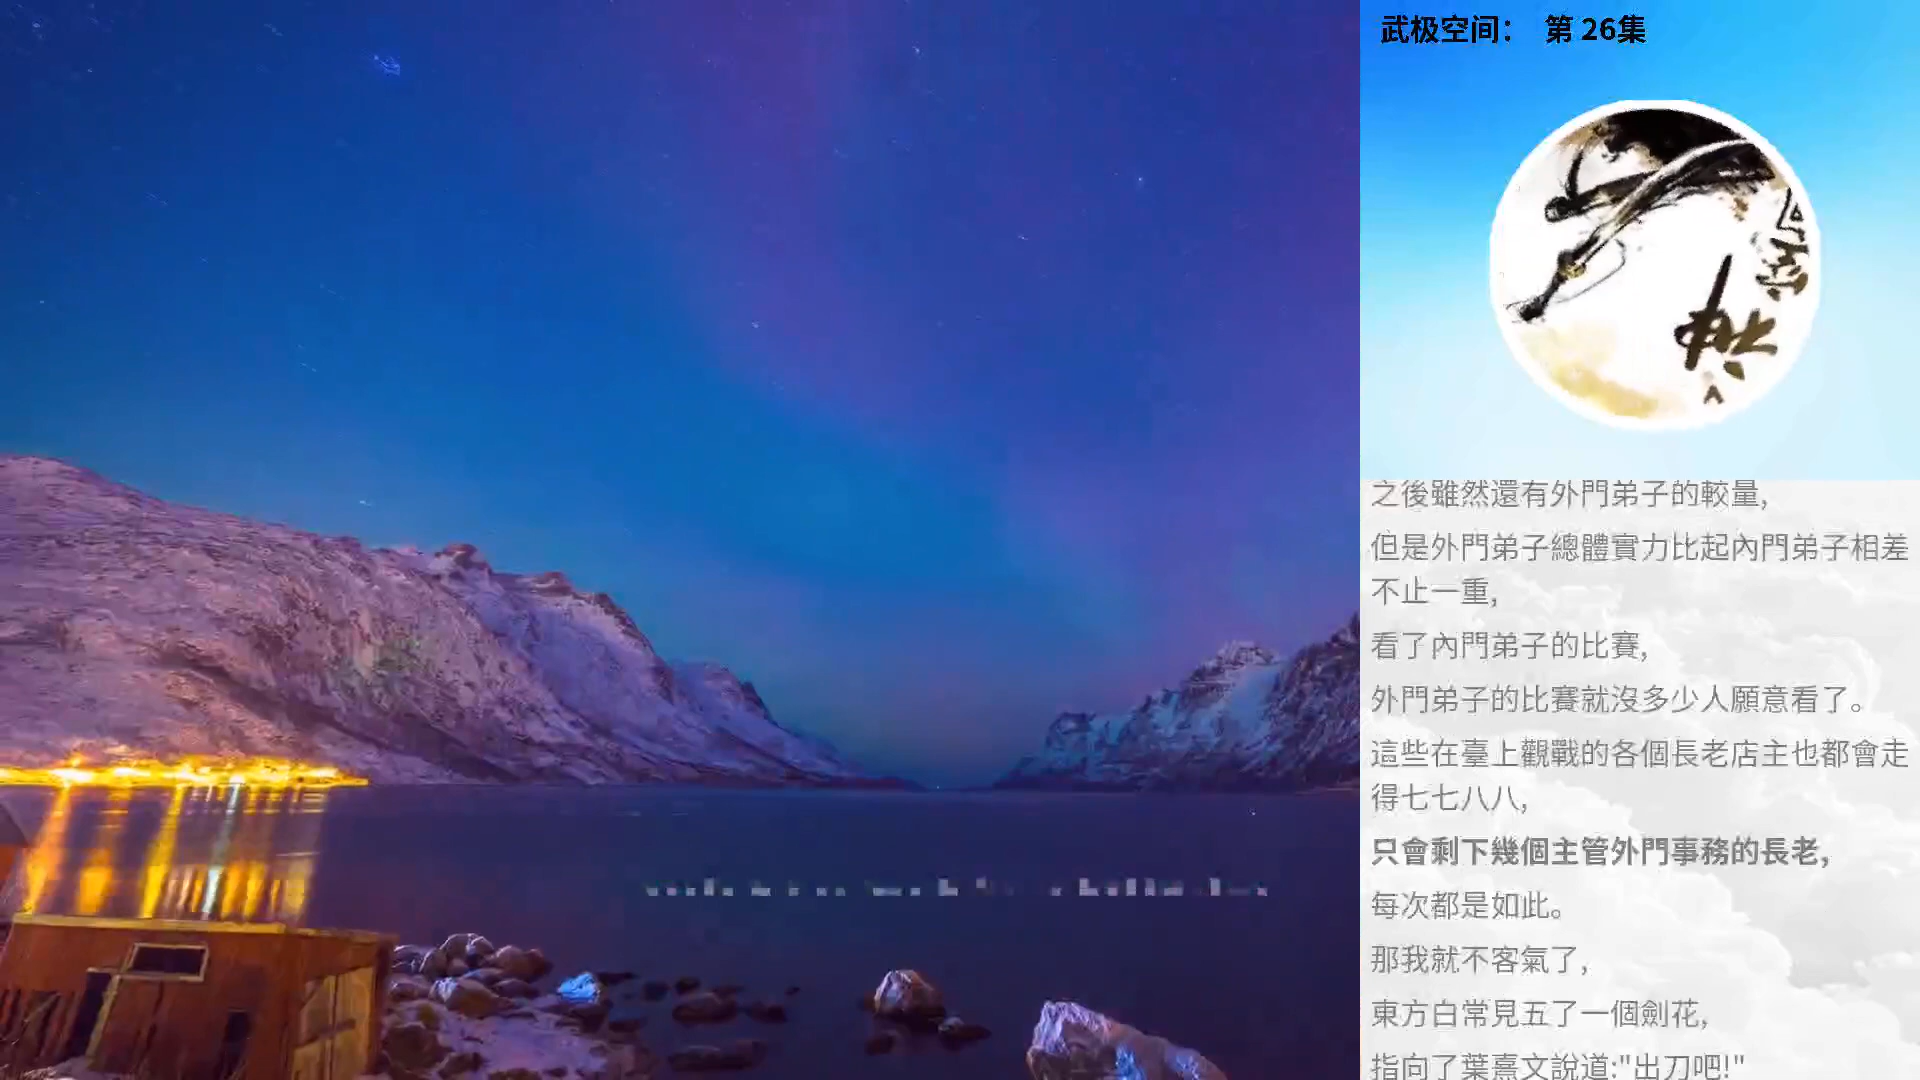 武极空间： 第 26集
之後雖然還有外門弟子的較量,
但是外門弟子總體實力比起內門弟子相差
不止一重,
看了內門弟子的比賽,
外門弟子的比賽就沒多少人願意看了。
這些在臺上觀戰的各個長老店主也都會走
得七七八八,
只會剩下幾個主管外門事務的長老,
每次都是如此。
那我就不客氣了,
東方白常見五了一個劍花,
指向了葉熹文說道:"出刀吧!"